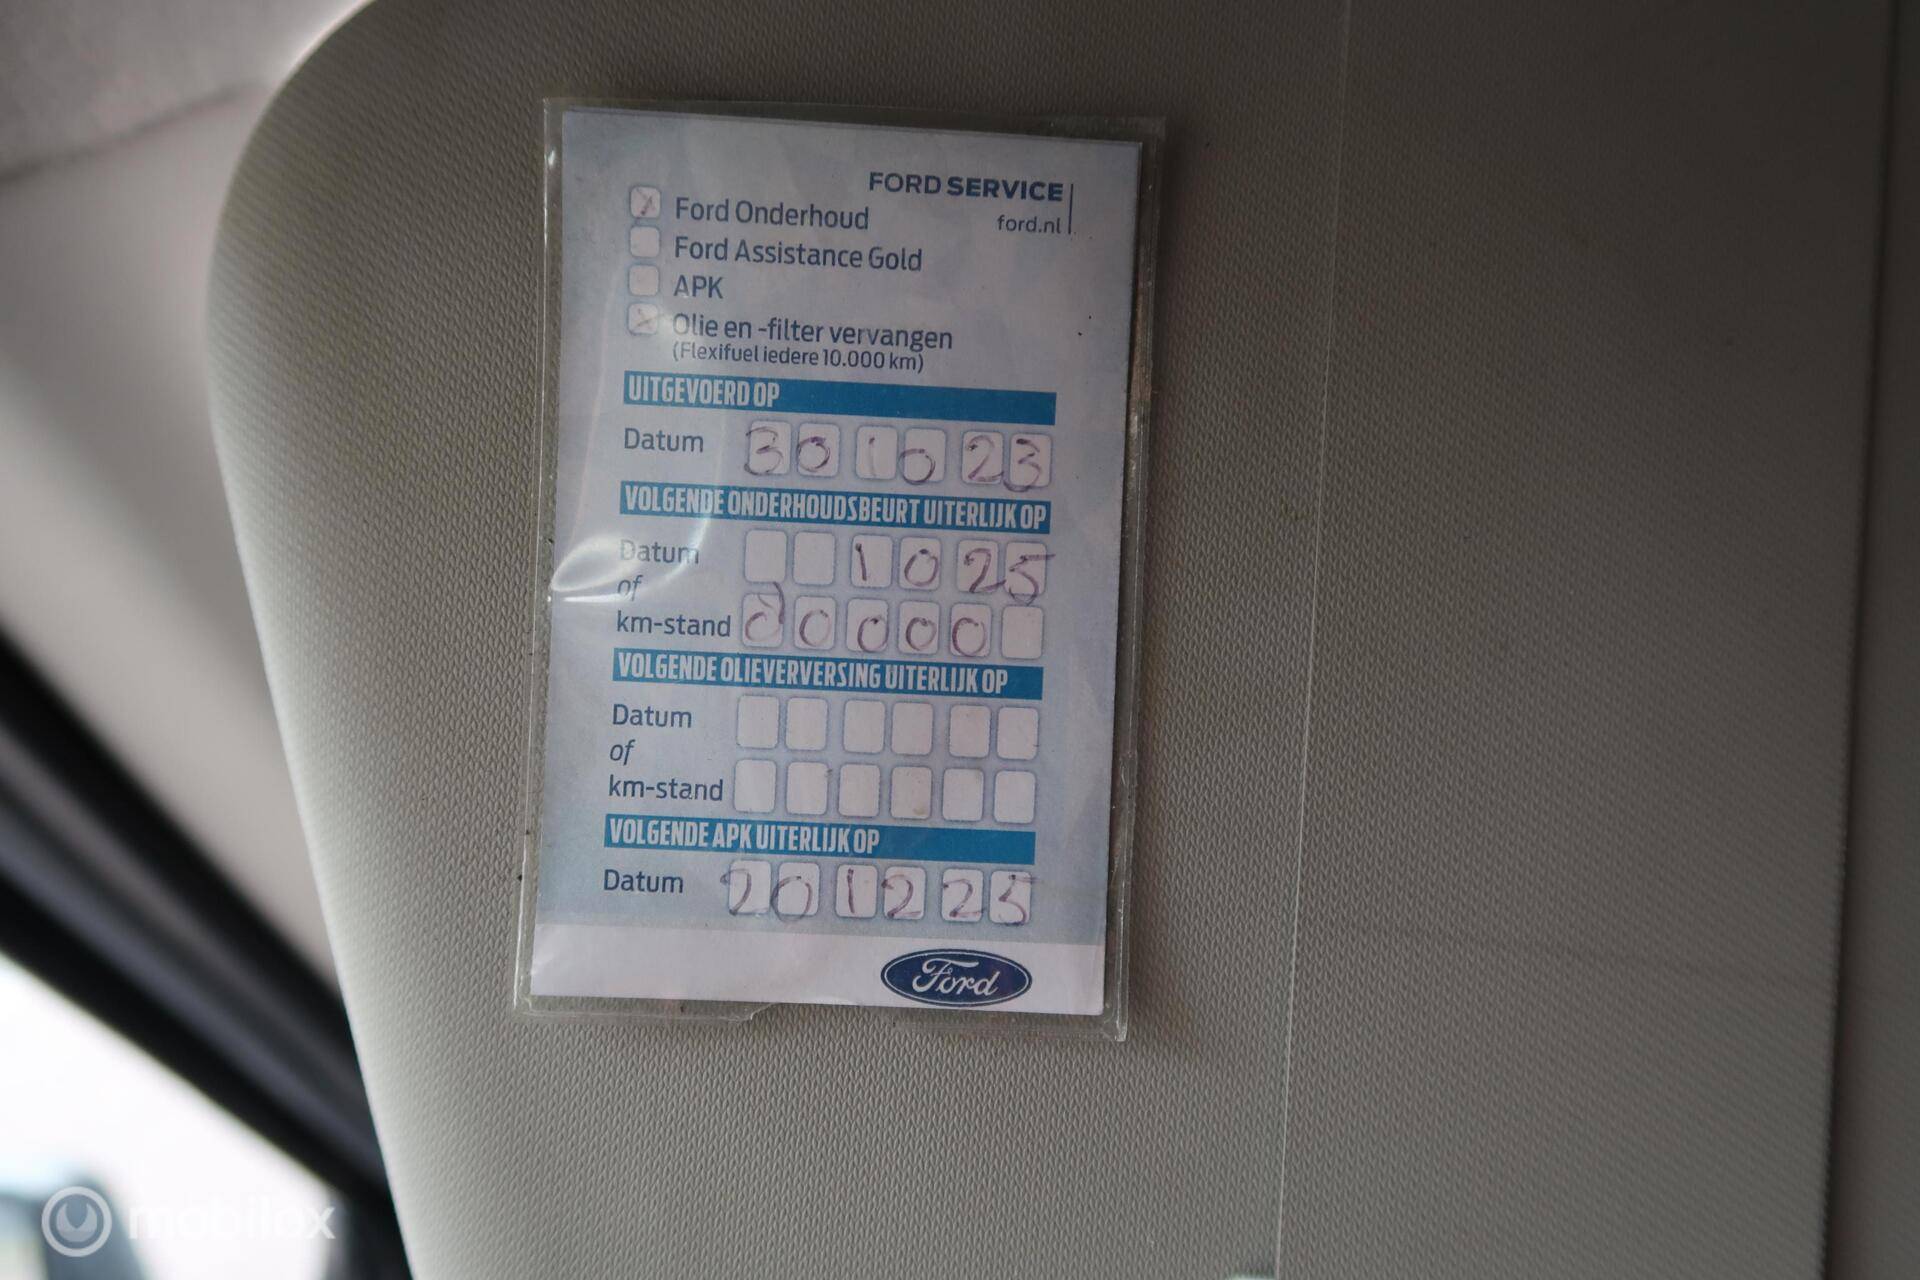 FORD SERVICE
ford.nl
Ford Onderhoud
Ford Assistance Gold
APK
Olie en -filter vervangen
(Flexifuel iedere 10.000 km)
UITGEVOERD OP
Datum 30 10 23
VOLGENDE ONDERHOUDSBEURT UITERLIJK OP
Datum 10 25
of
km-stand
VOLGENDE OLIEVERVERSING UITERLIJK OP
Datum
of
km-stand
VOLGENDE APK UITERLIJK OP
Datum 20 12 25
Ford
mobilox